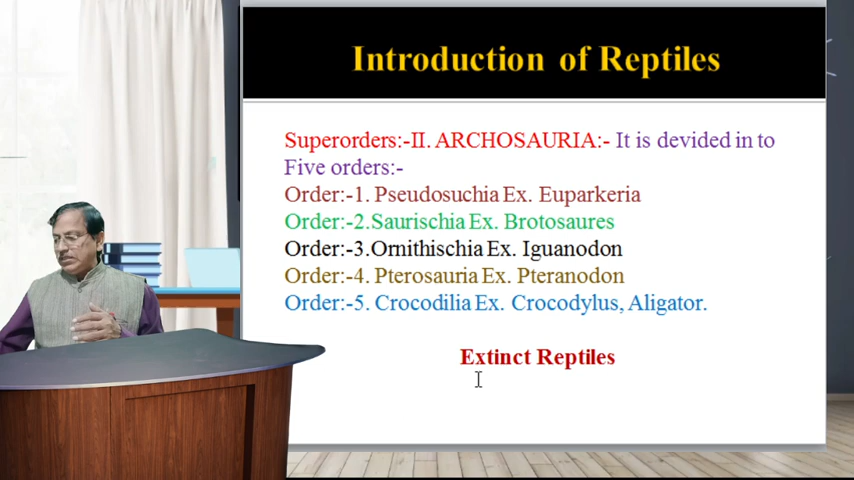 Introduction of Reptiles
Superorders:-II. ARCHOSAURIA:- It is devided in to
Five orders:-
Order:-1. Pseudosuchia Ex. Euparkeria
Order:-2.Saurischia Ex. Brotosaures
Order:-3.Ornithischia Ex. Iguanodon
Order:-4. Pterosauria Ex. Pteranodon
Order:-5. Crocodilia Ex. Crocodylus, Aligator.
Extinct Reptiles